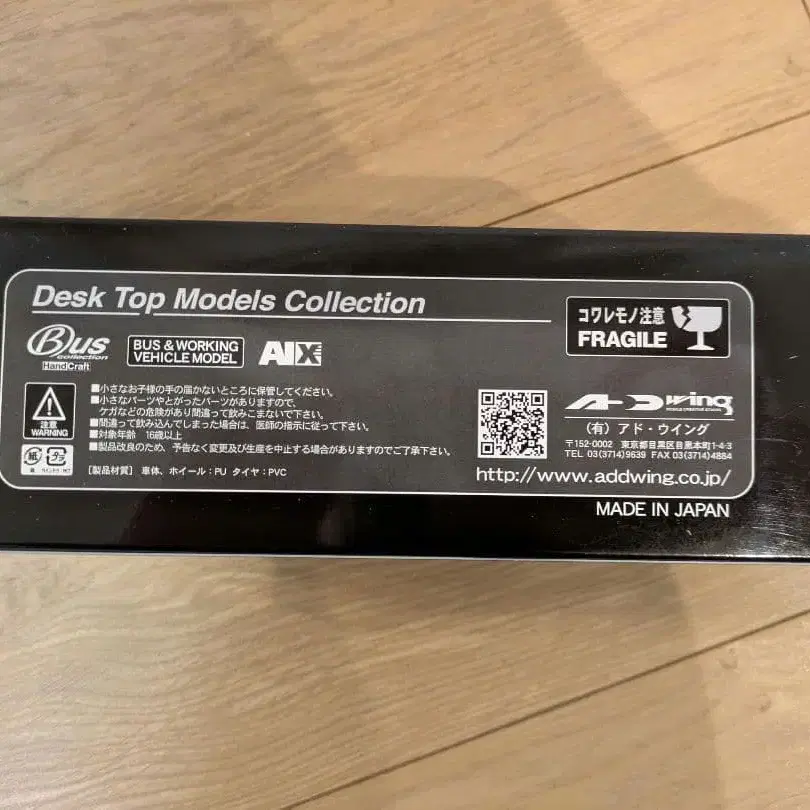 Desk Top Models Collection
コワレモノ注意
FRAGILE
Bus
collection
HandCraft
BUS & WORKING
VEHICLE MODEL
AIX
注意
WARNING
■小さなお子様の手の届かないところに保管してください。
■小さなパーツやとがったパーツがありますので、
ケガなどの危険があり間違って飲みこまないで下さい。
■間違って飲み込んでしまった場合は、医師の指示に従って下さい。
■対象年齢 16歳以上
■製品改良のため、予告なく変更及び生産を中止する場合がありますのでご了承下さい。
紙
プラ
[製品材質] 車体、ホイール:PU タイヤ:PVC
wing
(有)アド・ウイング
〒152-0002 東京都目黒区目黒本町1-4-3
TEL 03(3714)9639 FAX 03(3714)4884
http://www.addwing.co.jp/
MADE IN JAPAN